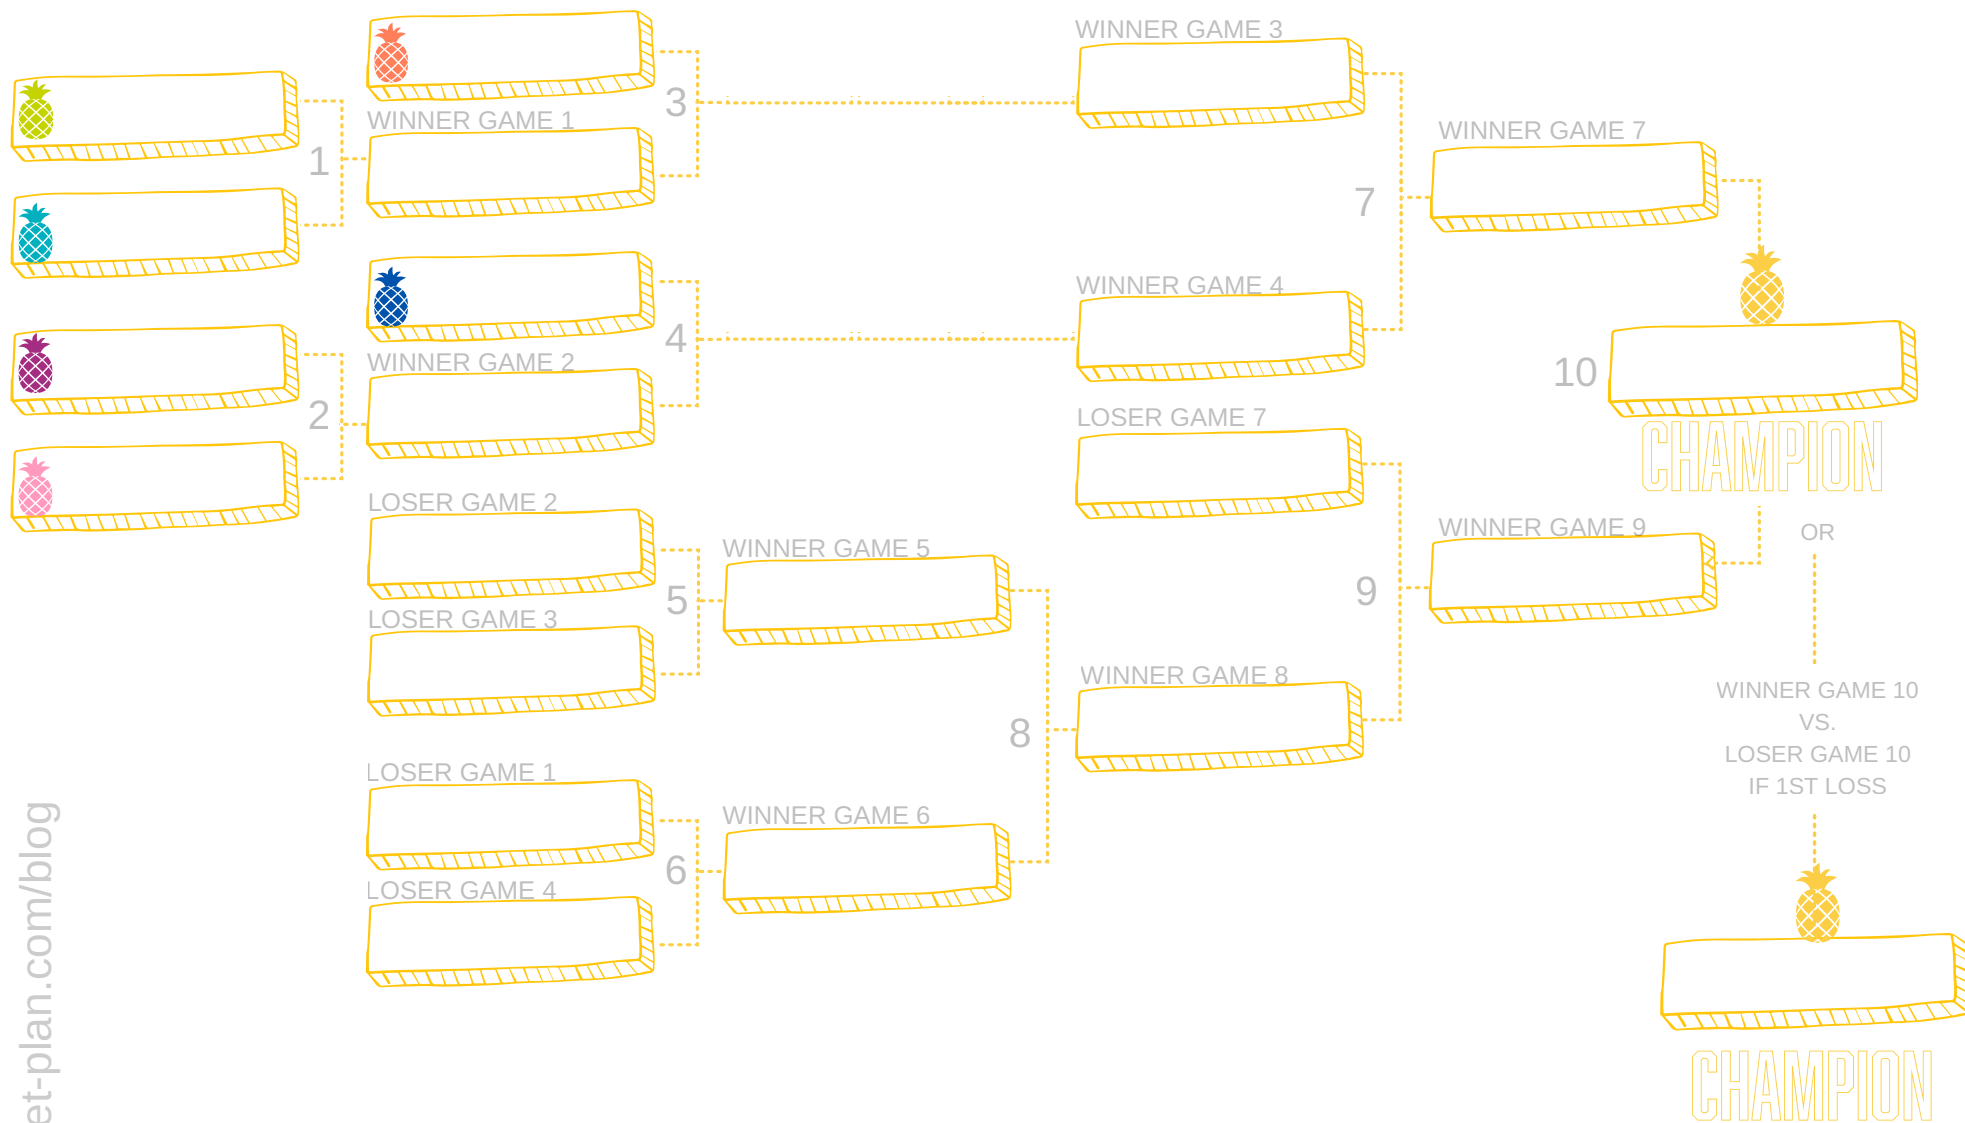 WINNER GAME 3
3
WINNER GAME 1
WINNER GAME 7
1
7
WINNER GAME 4
4
WINNER GAME 2
10
2
LOSER GAME 7
CHAMPION
LOSER GAME 2
WINNER GAME 9
OR
WINNER GAME 5
5
9
LOSER GAME 3
WINNER GAME 8
WINNER GAME 10
VS.
LOSER GAME 10
IF 1ST LOSS
8
LOSER GAME 1
WINNER GAME 6
6
LOSER GAME 4
et-plan.com/blog
CHAMPION